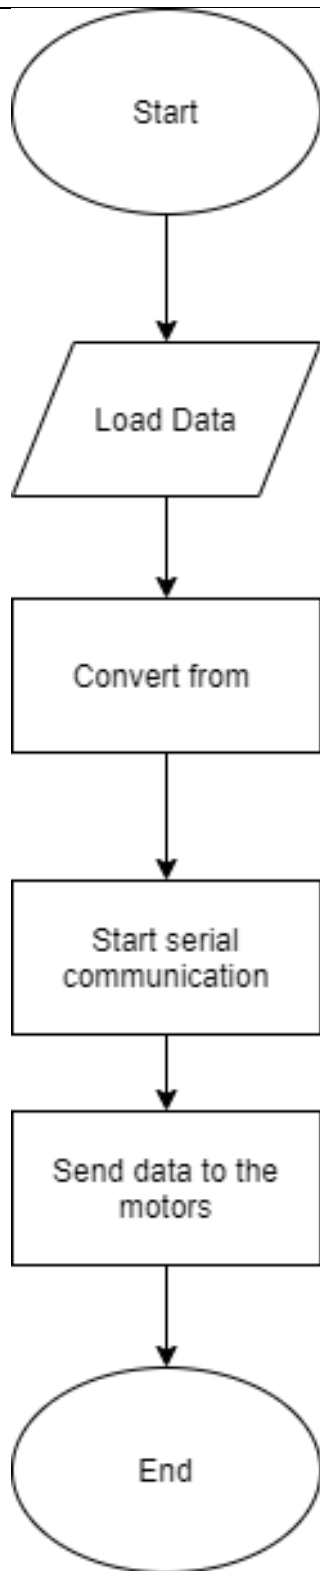 Start
Load Data
Convert from
Start serial
communication
Send data to the
motors
End